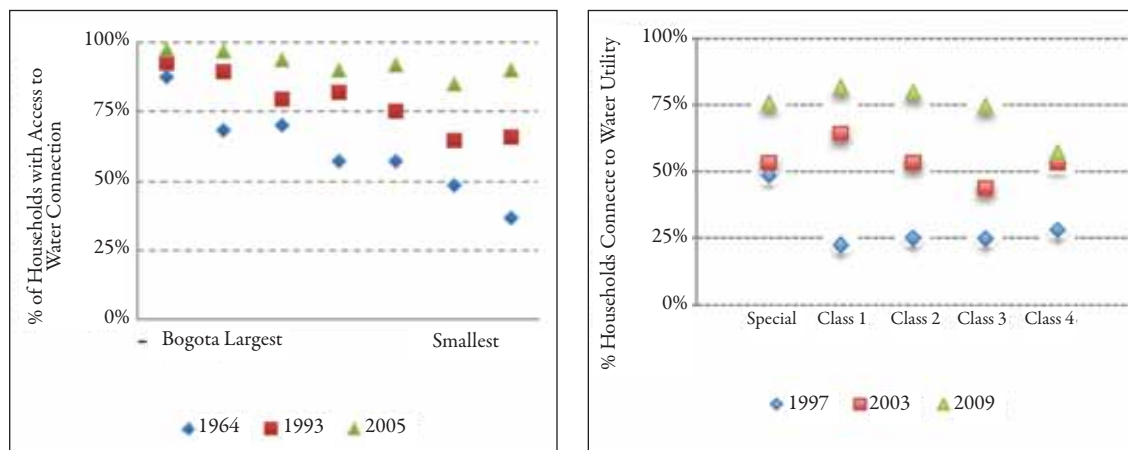 % of Households with Access to
Water Connection
100%
75%
50%
25%
0%
Bogota Largest
Smallest
1964
1993
2005
% Households Connecte to Water Utility
100%
75%
50%
25%
0%
Special
Class 1
Class 2
Class 3
Class 4
1997
2003
2009